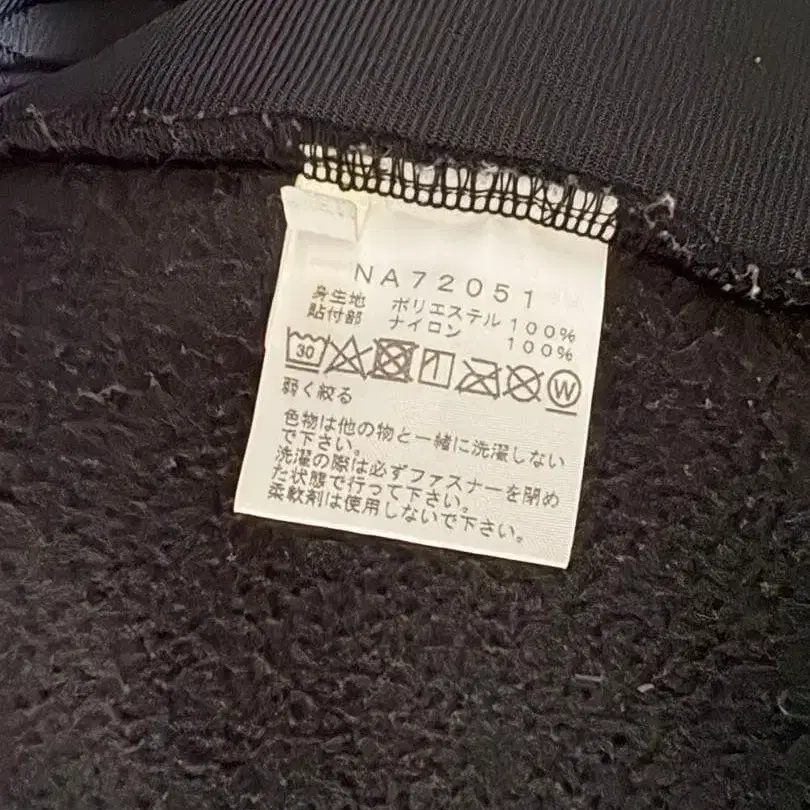 NA72051
身生地 ポリエステル 100%
貼付部 ナイロン 100%
30 W
弱く絞る
色物は他の物と一緒に洗濯しない
で下さい。
洗濯の際は必ずファスナーを閉め
た状態で行って下さい。
柔軟剤は使用しないで下さい。